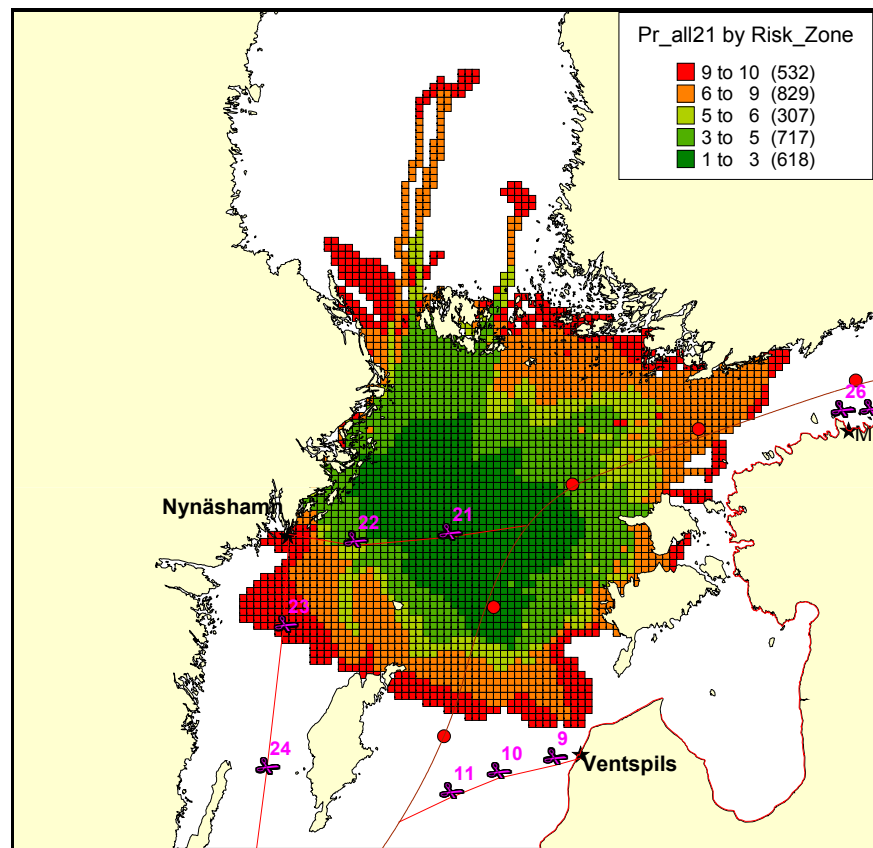 Pr_all21 by Risk_Zone
9 to 10 (532)
6 to 9 (829)
5 to 6 (307)
3 to 5 (717)
1 to 3 (618)
26
M
Nynäshamn
21
22
23
24
9
10
11
Ventspils